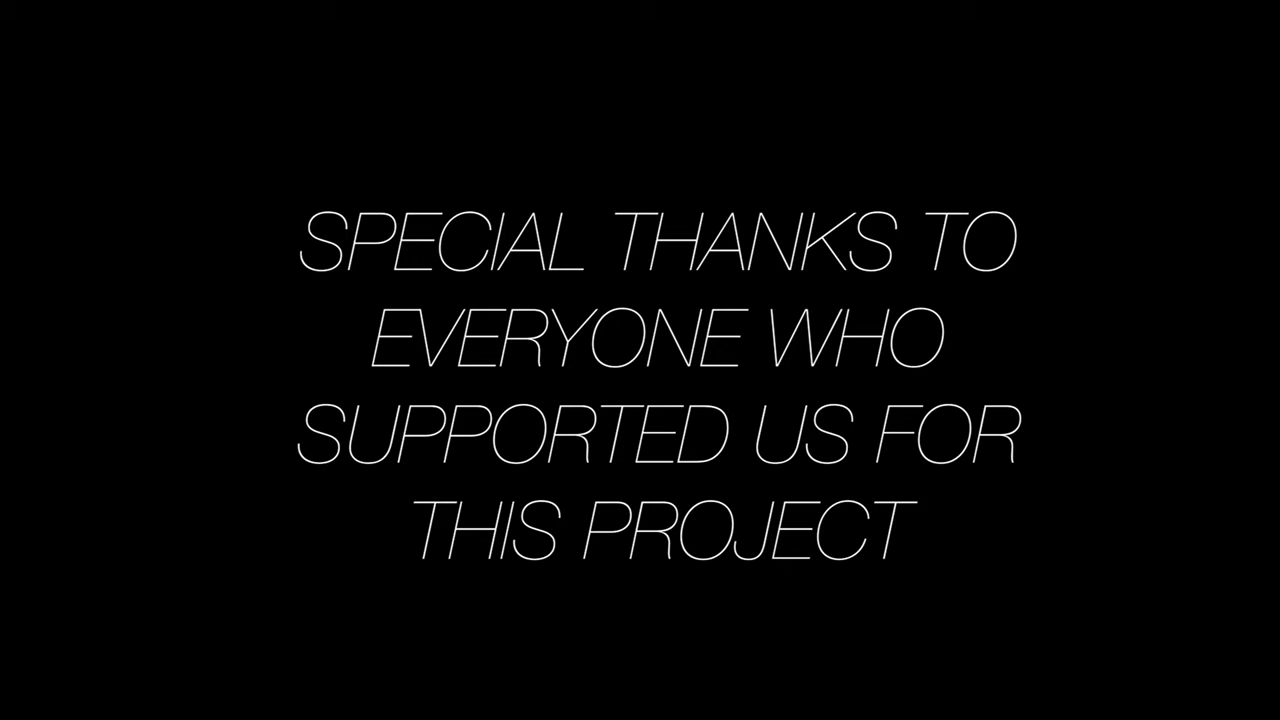 SPECIAL THANKS TO
EVERYONE WHO
SUPPORTED US FOR
THIS PROJECT